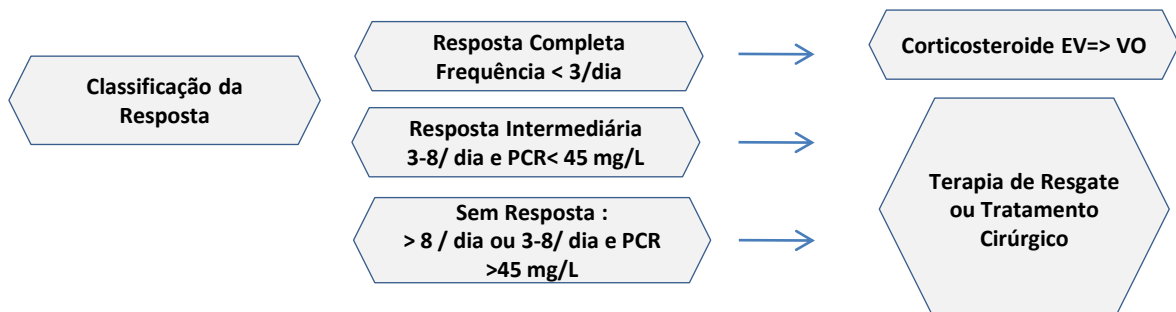 Classificação da
Resposta
Resposta Completa
Frequência < 3/dia
Corticosteroide EV=> VO
Resposta Intermediária
3-8/ dia e PCR< 45 mg/L
Sem Resposta :
> 8 / dia ou 3-8/ dia e PCR
>45 mg/L
Terapia de Resgate
ou Tratamento
Cirúrgico